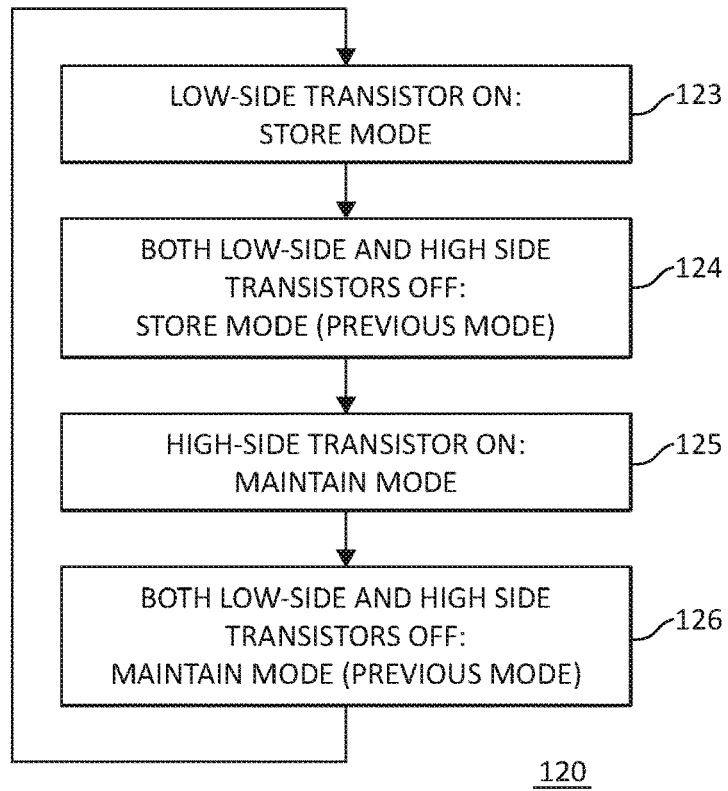 LOW-SIDE TRANSISTOR ON:
STORE MODE
123
BOTH LOW-SIDE AND HIGH SIDE
TRANSISTORS OFF:
STORE MODE (PREVIOUS MODE)
124
HIGH-SIDE TRANSISTOR ON:
MAINTAIN MODE
125
BOTH LOW-SIDE AND HIGH SIDE
TRANSISTORS OFF:
MAINTAIN MODE (PREVIOUS MODE)
126
120